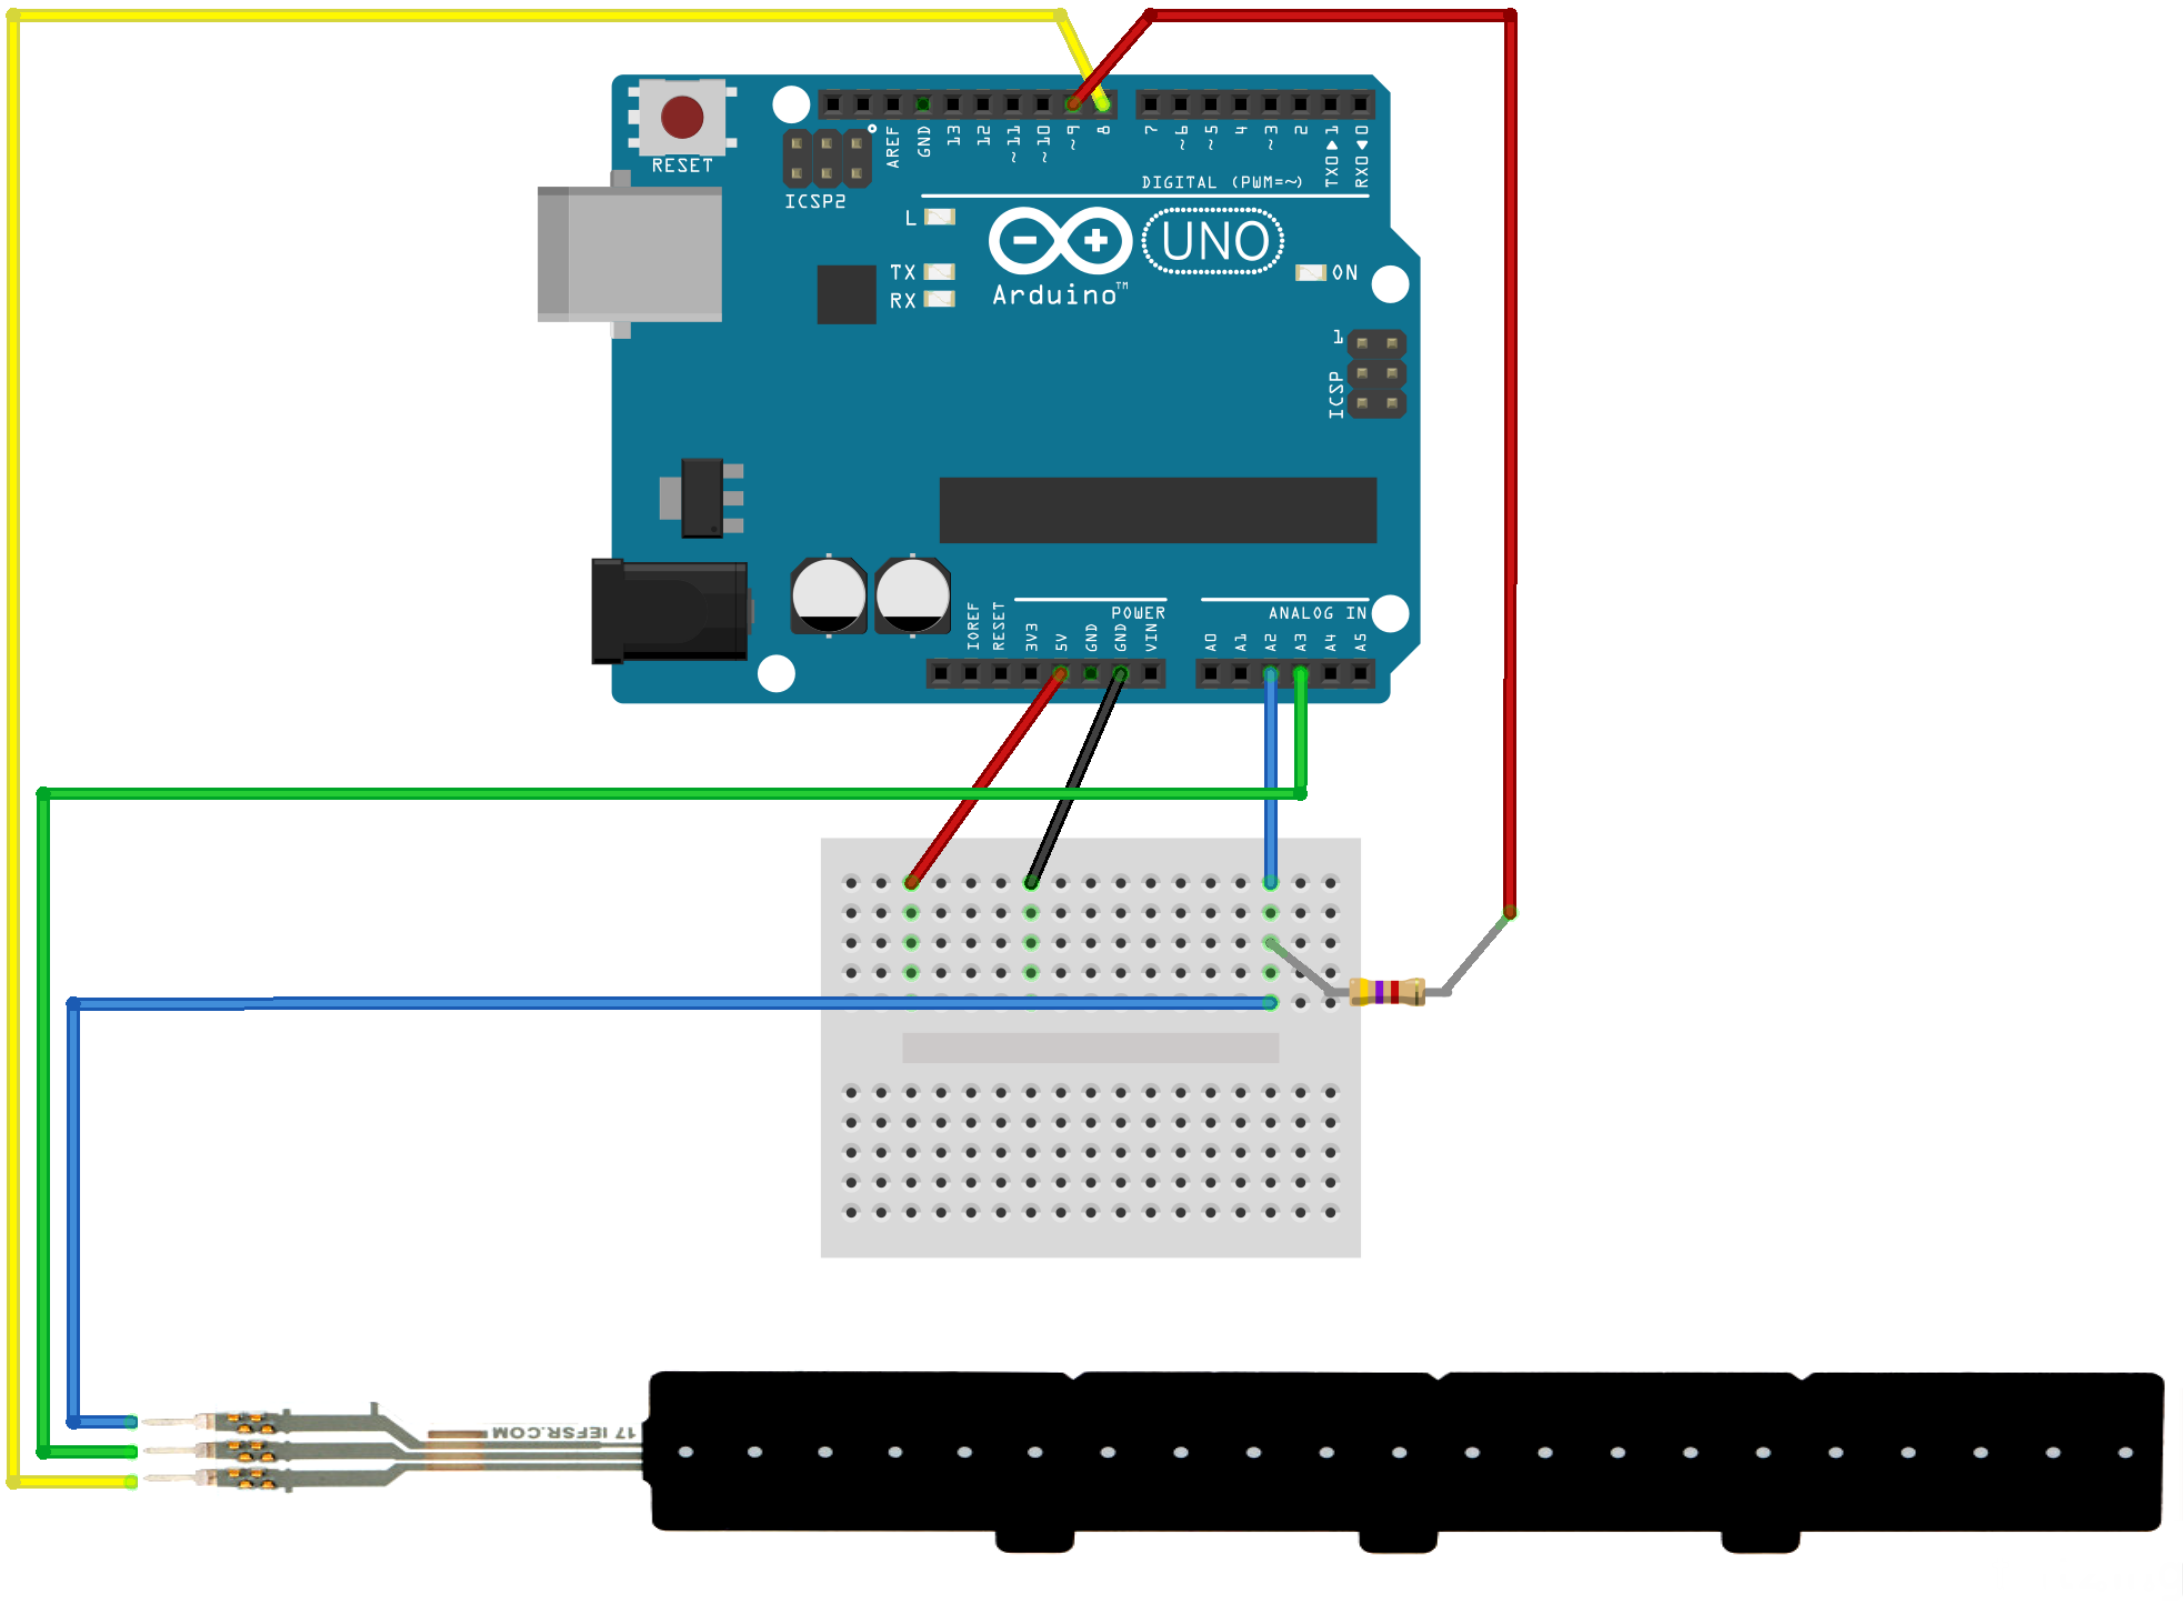 RESET
ICSP2
AREF
GND
13
12
~11
~10
~9
8
7
~6
~5
4
~3
2
TX0▶1
RX0◀0
DIGITAL (PWM=~)
L
TX
RX
UNO
Arduino™
ON
1
ICSP
IOREF
RESET
3V3
5V
GND
GND
VIN
POWER
ANALOG IN
A0
A1
A2
A3
A4
A5
17 IEFSR.COM